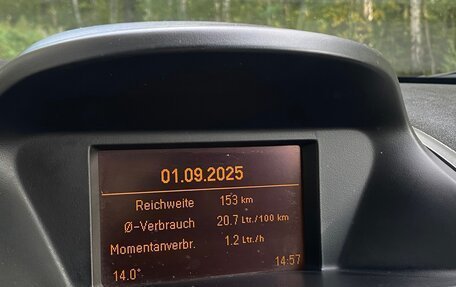 01.09.2025
Reichweite 153 km
Ø-Verbrauch 20.7 Ltr./100 km
Momentanverbr. 1.2 Ltr./h
14.0° 14:57